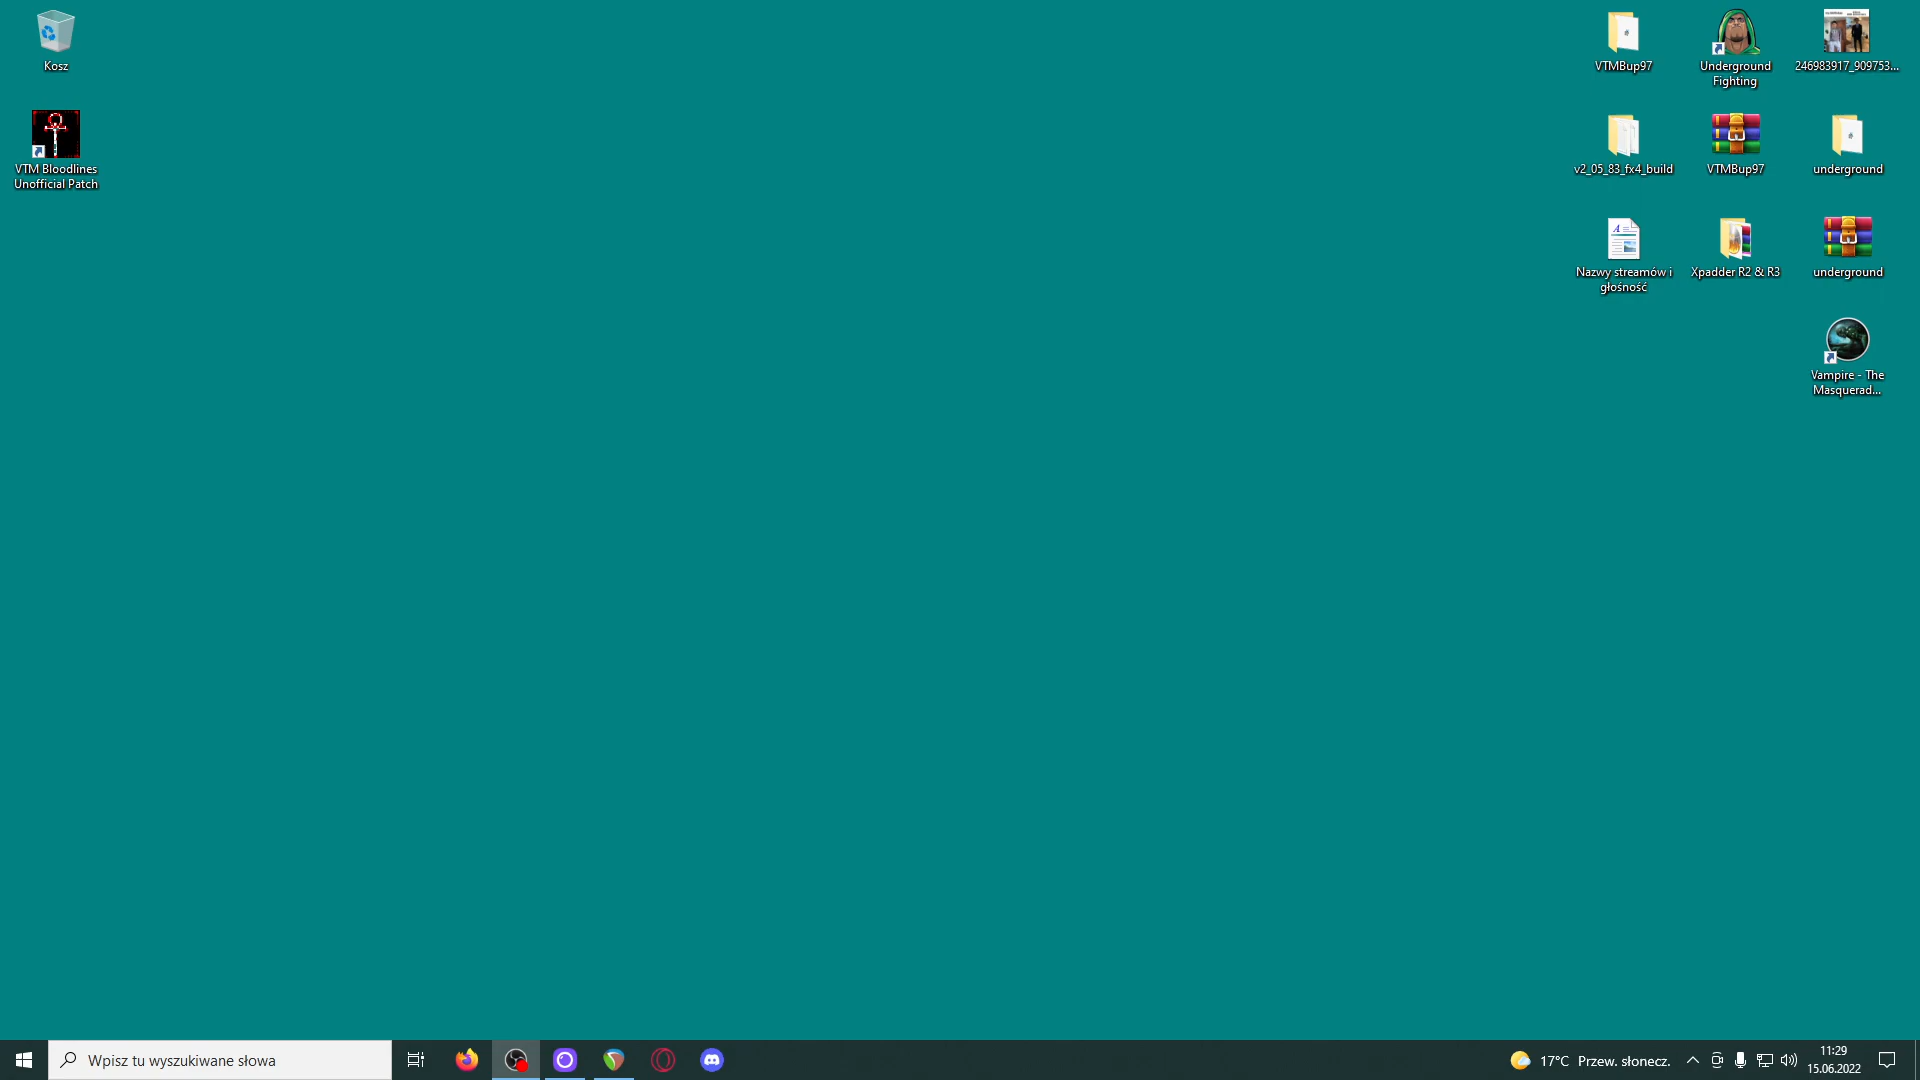 Kosz
VTM Bloodlines
Unofficial Patch
VTMBup97
Underground
Fighting
246983917_909753...
v2_05_83_fx4_build
VTMBup97
underground
Nazwy streamów i
głośność
Xpadder R2 & R3
underground
Vampire - The
Masquerad...
Wpisz tu wyszukiwane słowa
17°C Przew. słonecz.
11:29
15.06.2022